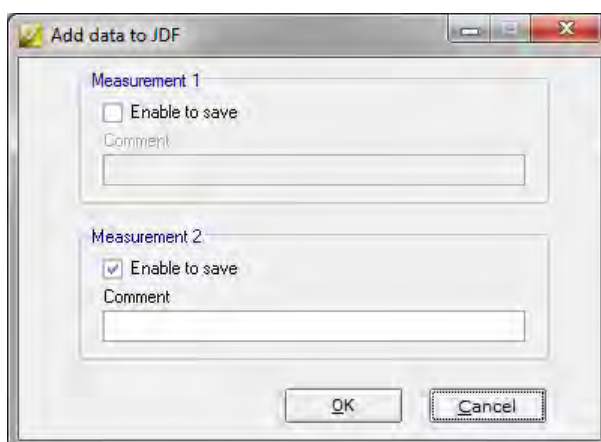 Add data to JDF
Measurement 1
Enable to save
Comment
Measurement 2
Enable to save
Comment
OK
Cancel